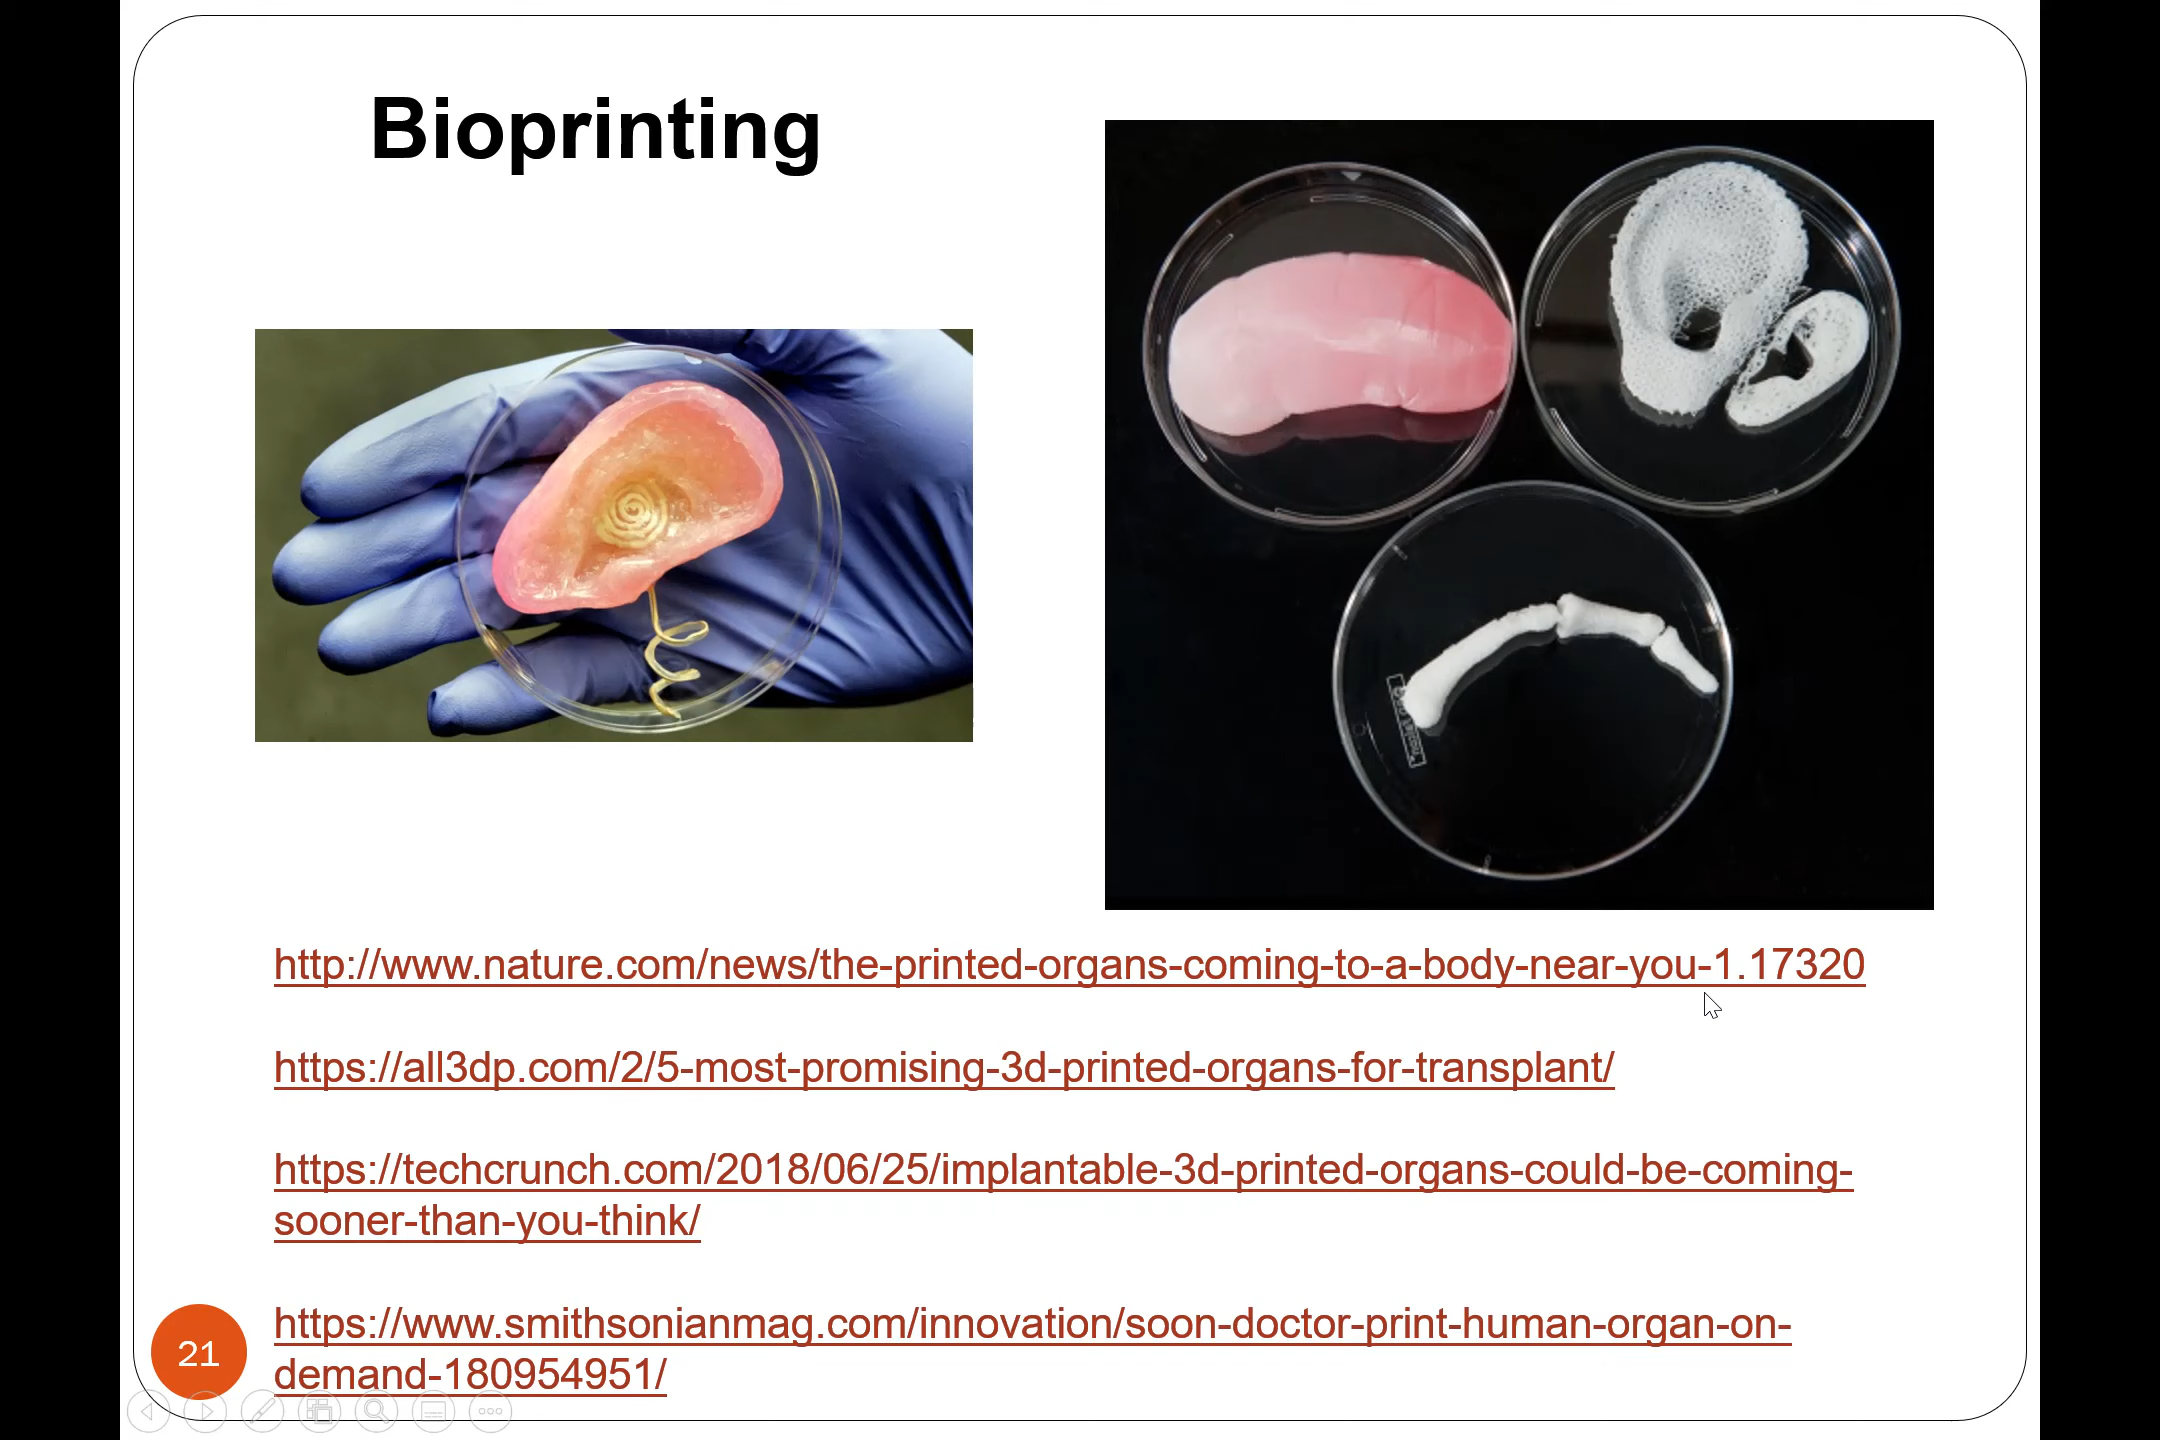 Bioprinting
http://www.nature.com/news/the-printed-organs-coming-to-a-body-near-you-1.17320
https://all3dp.com/2/5-most-promising-3d-printed-organs-for-transplant/
https://techcrunch.com/2018/06/25/implantable-3d-printed-organs-could-be-coming-
sooner-than-you-think/
https://www.smithsonianmag.com/innovation/soon-doctor-print-human-organ-on-
demand-180954951/
21